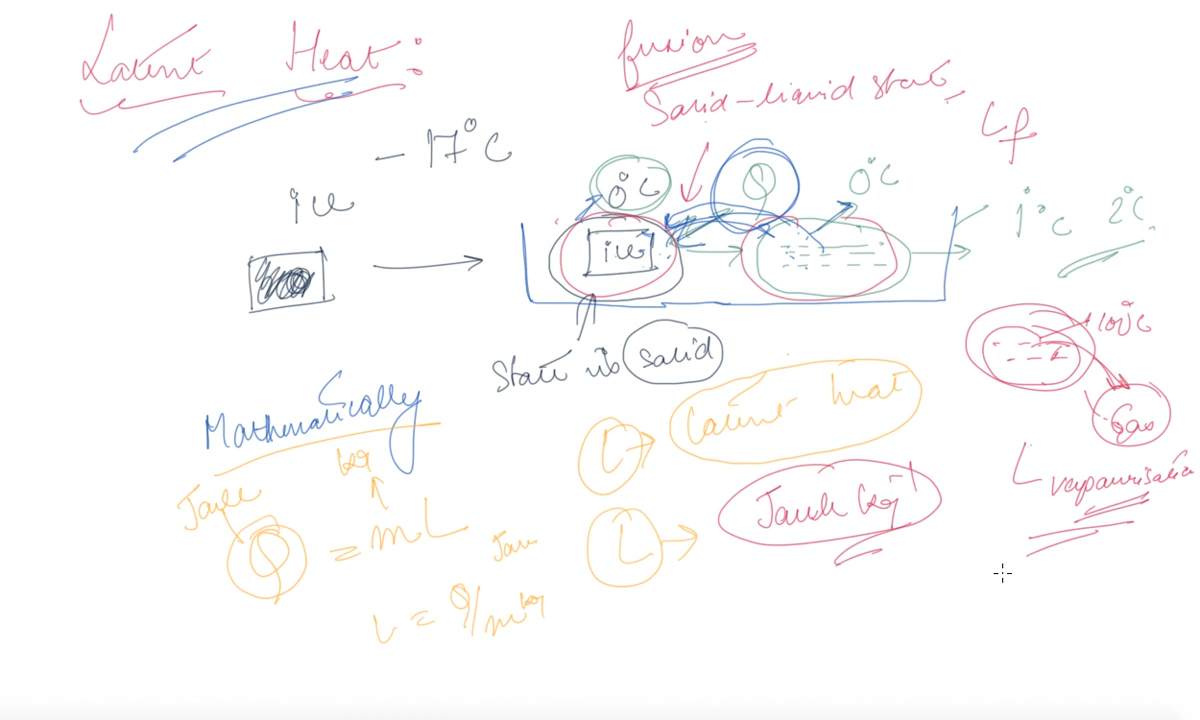 Latent Heat:
fusion
Solid-liquid state,
Lf
-17°C
ice
0°C
Q
0°C
1°C 2°C
ice
State is solid
100°C
Gas
L vapourisation
Mathematically
L → Latent heat
kg
Joule
Q = mL
L → Joule kg⁻¹
Joule
L = Q/m kg